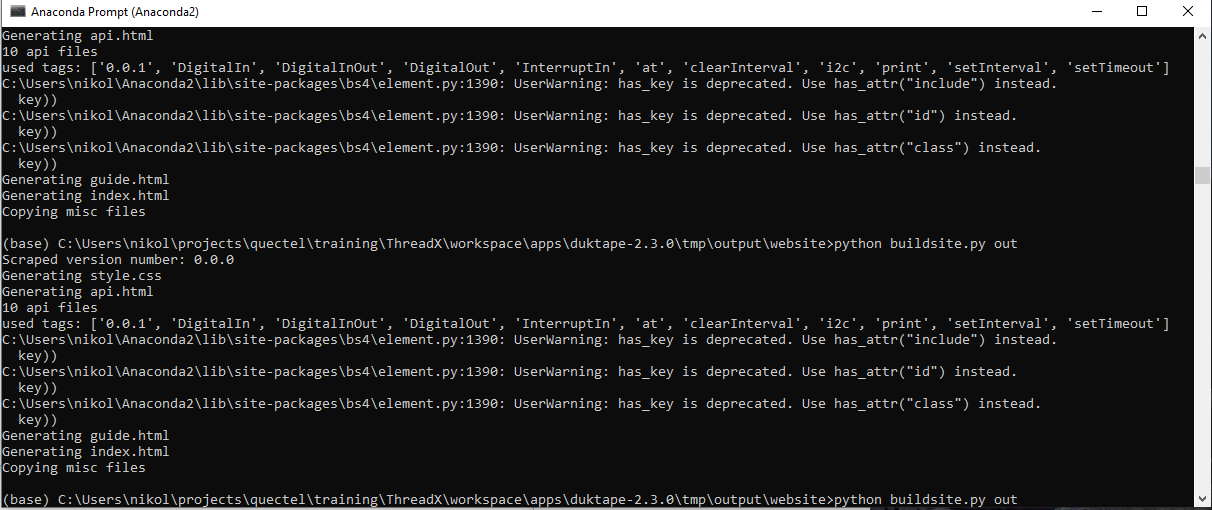 Anaconda Prompt (Anaconda2)
Generating api.html
10 api files
used tags: ['0.0.1', 'DigitalIn', 'DigitalInOut', 'DigitalOut', 'InterruptIn', 'at', 'clearInterval', 'i2c', 'print', 'setInterval', 'setTimeout']
C:\Users\nikol\Anaconda2\lib\site-packages\bs4\element.py:1390: UserWarning: has_key is deprecated. Use has_attr("include") instead.
  key))
C:\Users\nikol\Anaconda2\lib\site-packages\bs4\element.py:1390: UserWarning: has_key is deprecated. Use has_attr("id") instead.
  key))
C:\Users\nikol\Anaconda2\lib\site-packages\bs4\element.py:1390: UserWarning: has_key is deprecated. Use has_attr("class") instead.
  key))
Generating guide.html
Generating index.html
Copying misc files
(base) C:\Users\nikol\projects\quectel\training\ThreadX\workspace\apps\duktape-2.3.0\tmp\output\website>python buildsite.py out
Scraped version number: 0.0.0
Generating style.css
Generating api.html
10 api files
used tags: ['0.0.1', 'DigitalIn', 'DigitalInOut', 'DigitalOut', 'InterruptIn', 'at', 'clearInterval', 'i2c', 'print', 'setInterval', 'setTimeout']
C:\Users\nikol\Anaconda2\lib\site-packages\bs4\element.py:1390: UserWarning: has_key is deprecated. Use has_attr("include") instead.
  key))
C:\Users\nikol\Anaconda2\lib\site-packages\bs4\element.py:1390: UserWarning: has_key is deprecated. Use has_attr("id") instead.
  key))
C:\Users\nikol\Anaconda2\lib\site-packages\bs4\element.py:1390: UserWarning: has_key is deprecated. Use has_attr("class") instead.
  key))
Generating guide.html
Generating index.html
Copying misc files
(base) C:\Users\nikol\projects\quectel\training\ThreadX\workspace\apps\duktape-2.3.0\tmp\output\website>python buildsite.py out